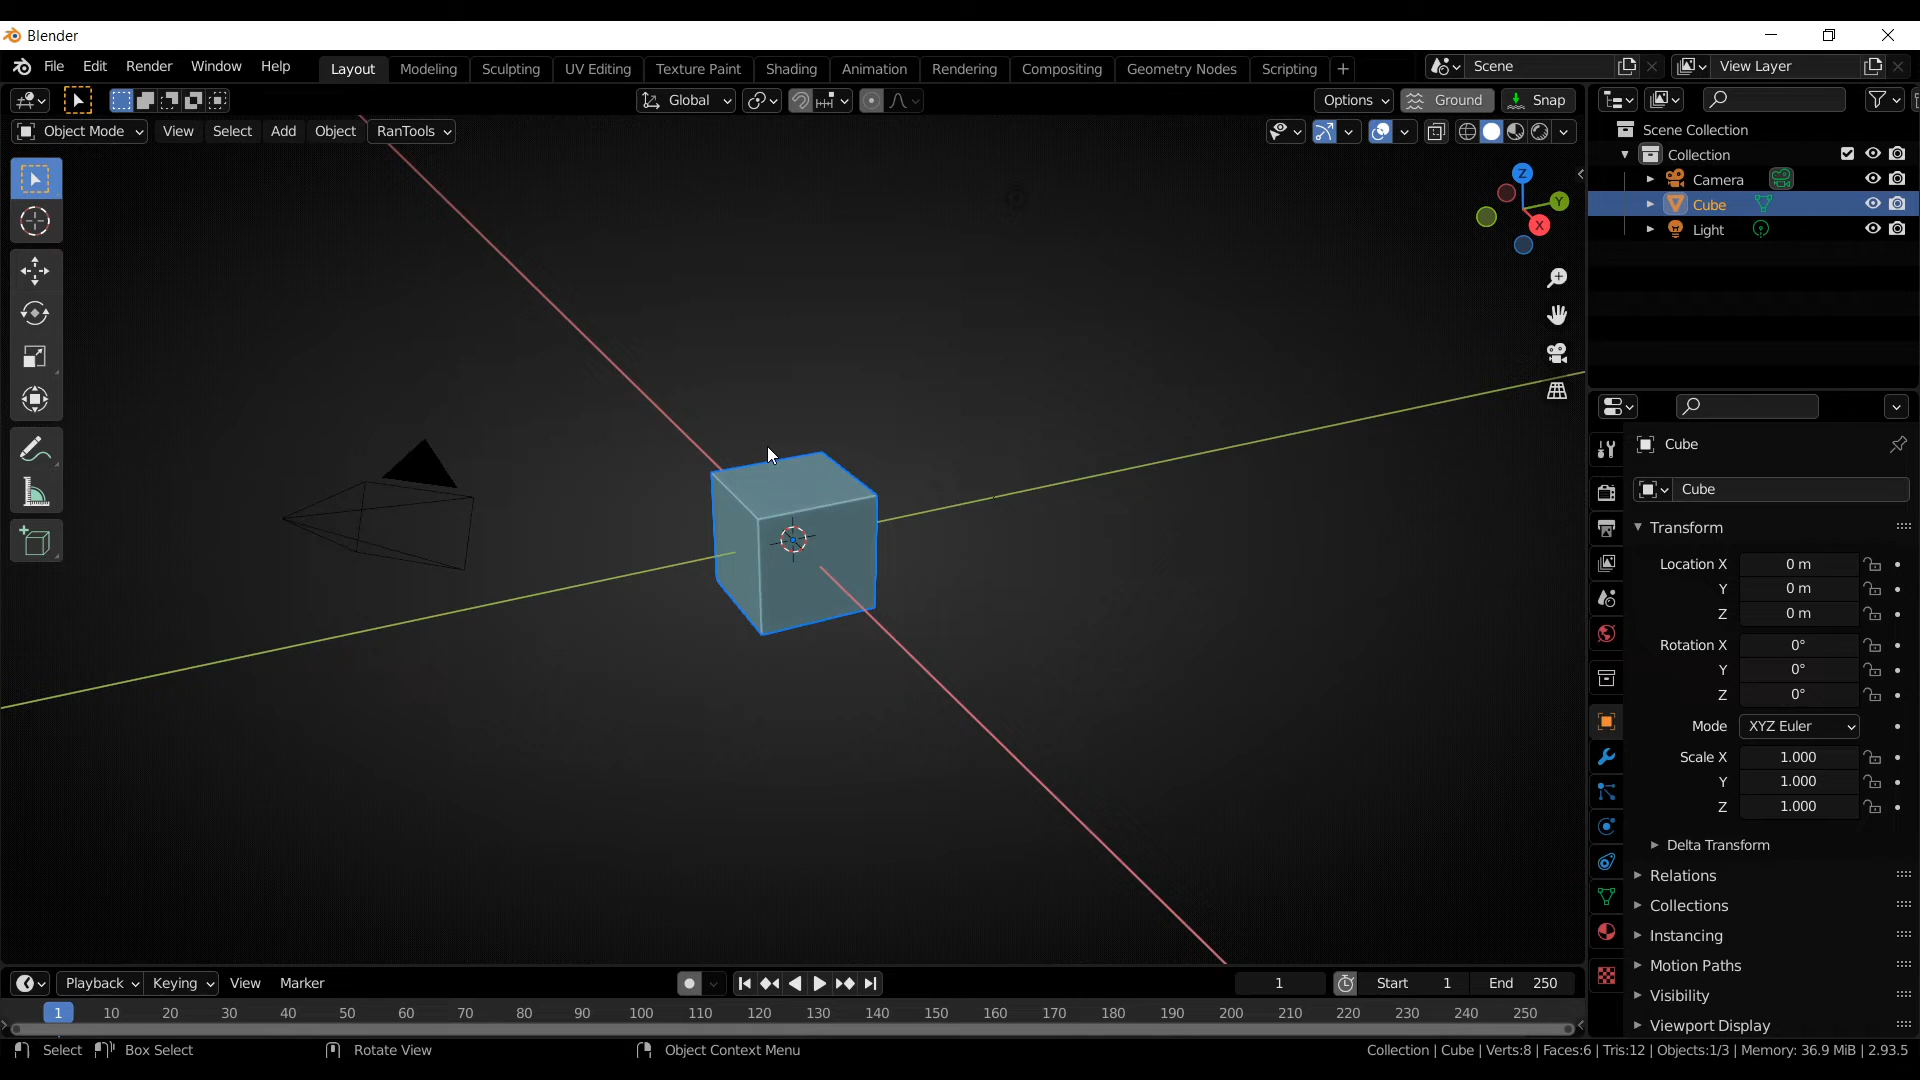 Blender
File Edit Render Window Help Layout Modeling Sculpting UV Editing Texture Paint Shading Animation Rendering Compositing Geometry Nodes Scripting + Scene View Layer
Global Options Ground Snap
Object Mode View Select Add Object RanTools
Scene Collection
Collection
Camera
Cube
Light
Z
Y
X
Cube
Cube
Transform
Location X 0 m
Y 0 m
Z 0 m
Rotation X 0°
Y 0°
Z 0°
Mode XYZ Euler
Scale X 1.000
Y 1.000
Z 1.000
Delta Transform
Relations
Collections
Instancing
Motion Paths
Visibility
Viewport Display
Playback Keying View Marker 1 Start 1 End 250
1 10 20 30 40 50 60 70 80 90 100 110 120 130 140 150 160 170 180 190 200 210 220 230 240 250
Select Box Select Rotate View Object Context Menu Collection | Cube | Verts:8 | Faces:6 | Tris:12 | Objects:1/3 | Memory: 36.9 MiB | 2.93.5